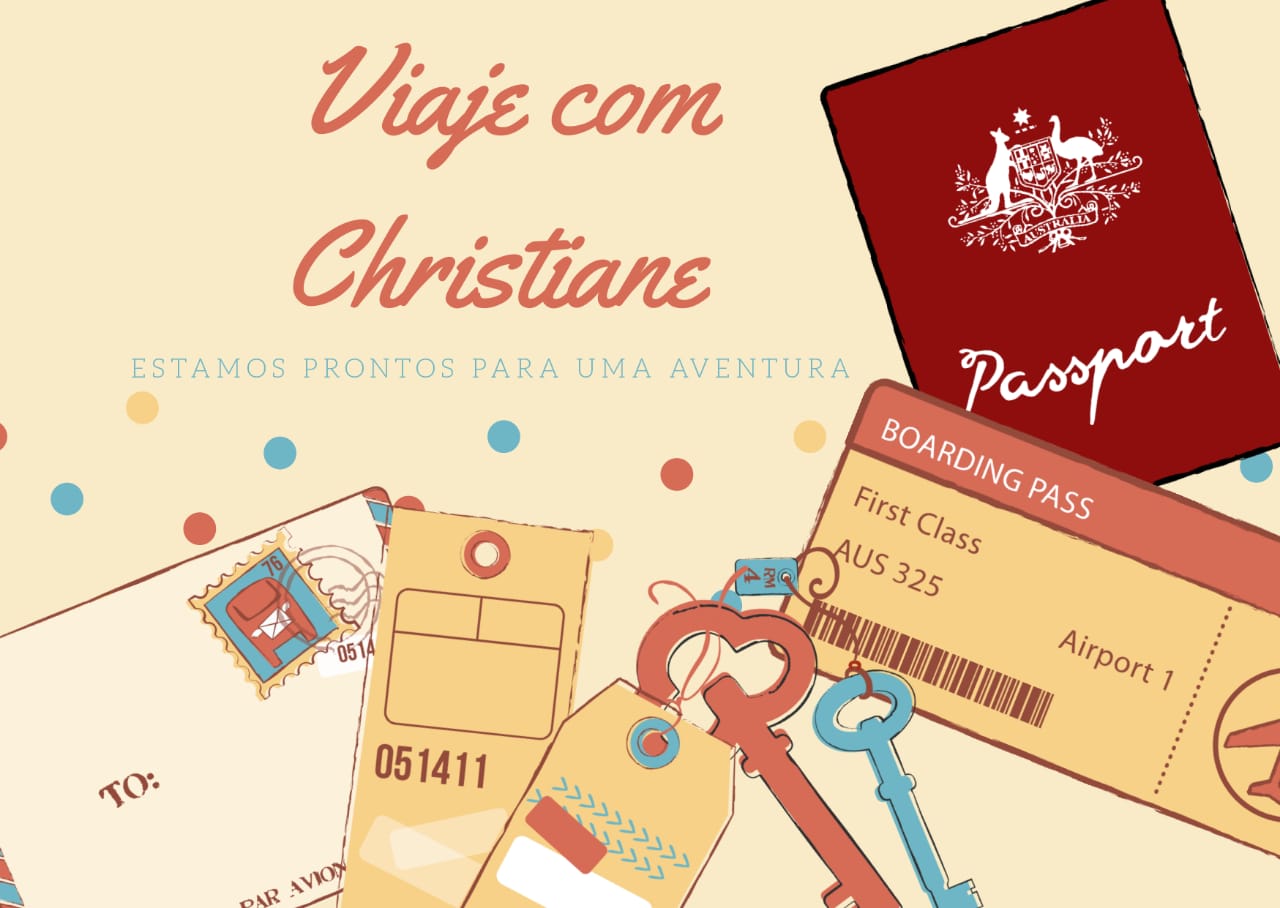 Viaje com
Christiane
ESTAMOS PRONTOS PARA UMA AVENTURA
AUSTRALIA
Passport
BOARDING PASS
First Class
AUS 325
Airport 1
RM
4
76
0514
051411
TO:
PAR AVION